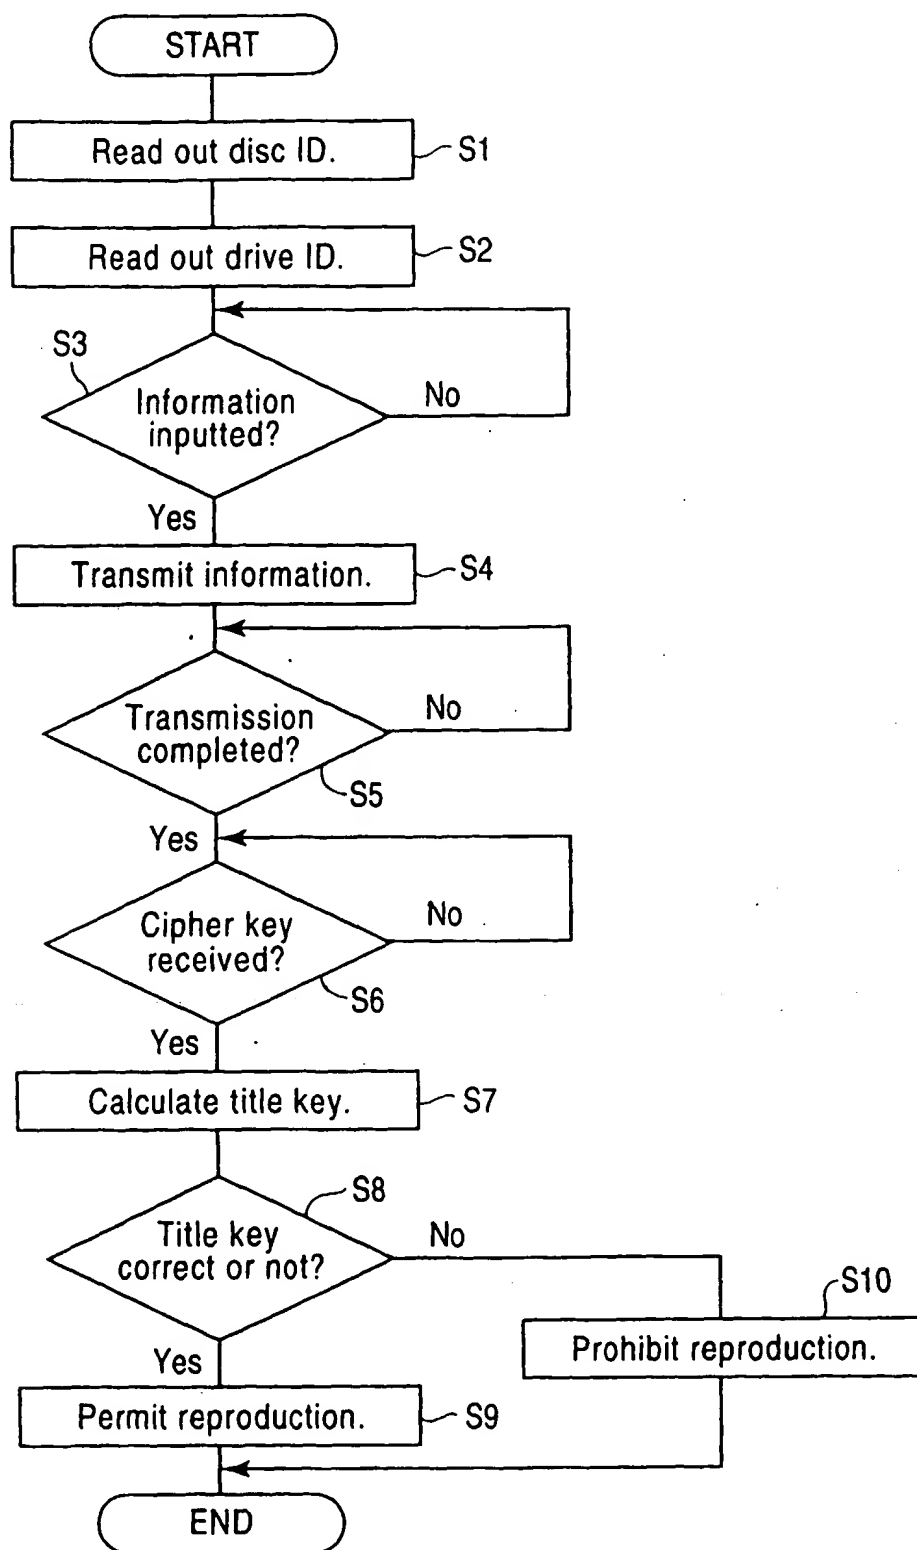 START
Read out disc ID.
S1
Read out drive ID.
S2
S3
Information
inputted?
No
Yes
Transmit information.
S4
Transmission
completed?
No
S5
Yes
Cipher key
received?
No
S6
Yes
Calculate title key.
S7
S8
Title key
correct or not?
No
S10
Prohibit reproduction.
Yes
Permit reproduction.
S9
END